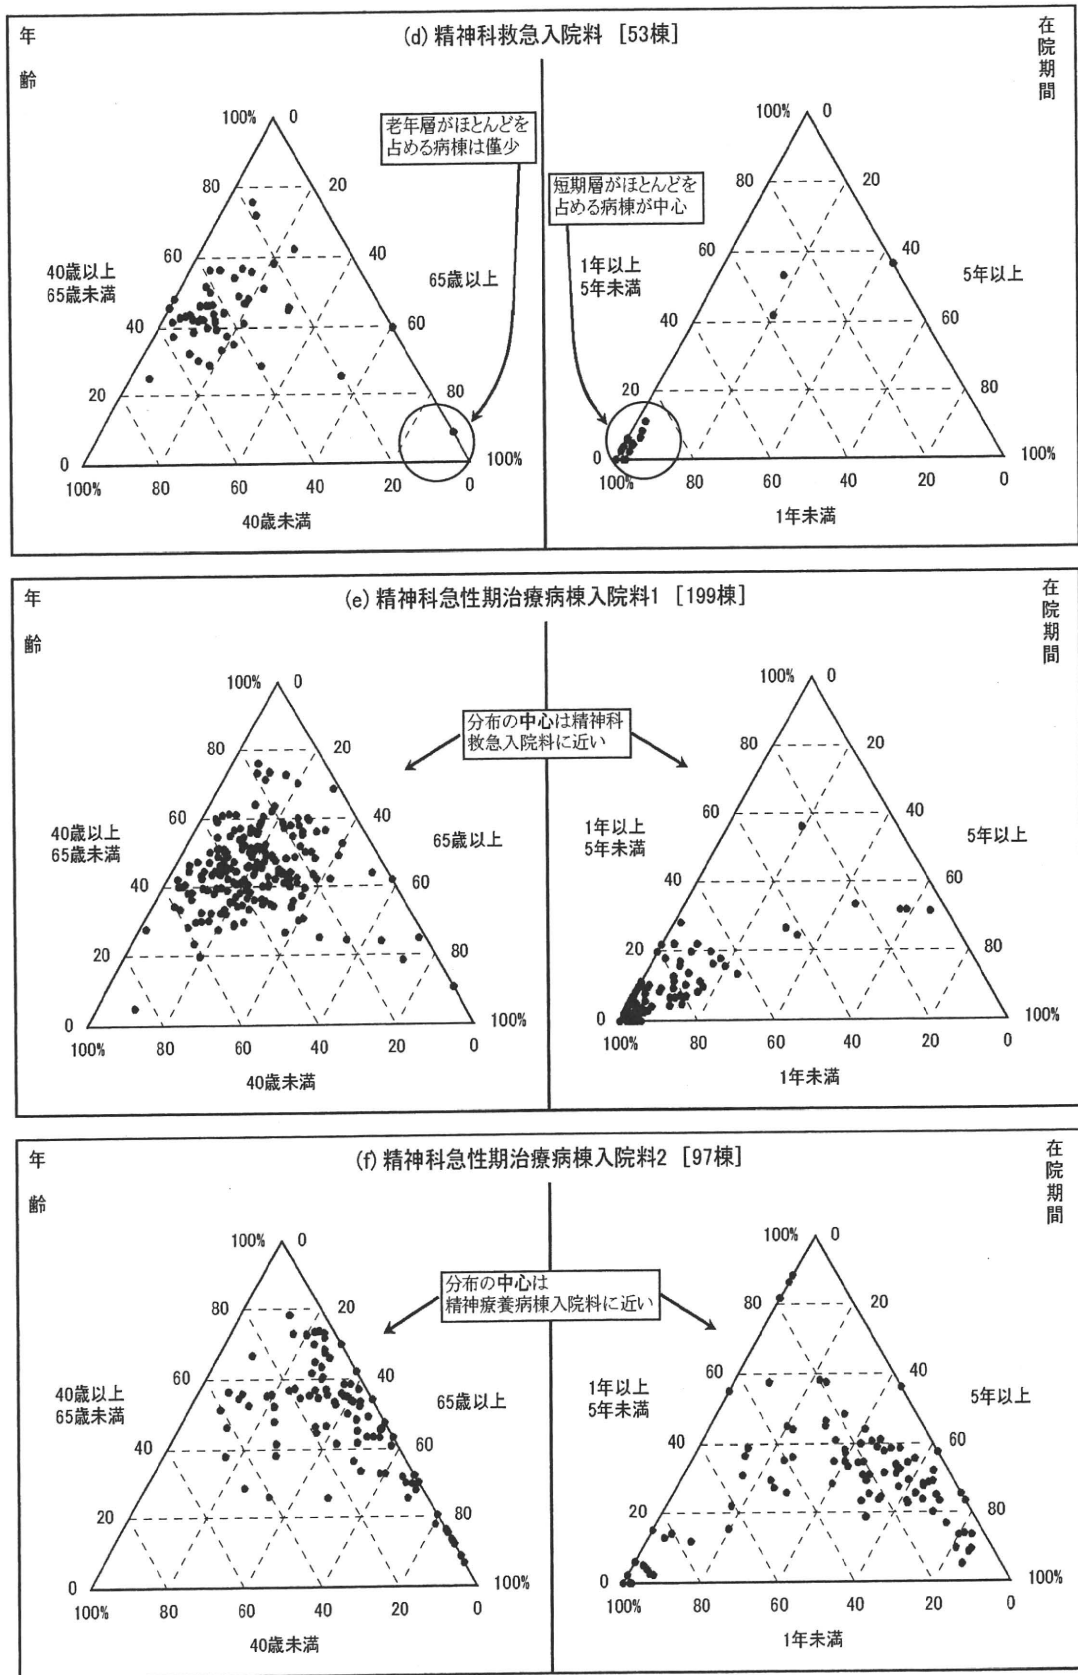 (d) 精神科救急入院料 [53棟]
年齢
在院期間
老年層がほとんどを
占める病棟は僅少
短期層がほとんどを
占める病棟が中心
100% 0
80 20
60 40
40 60
20 80
0 100%
100% 80 60 40 20 0
40歳以上
65歳未満
65歳以上
40歳未満
100% 0
80 20
60 40
40 60
20 80
0 100%
100% 80 60 40 20 0
1年以上
5年未満
5年以上
1年未満
(e) 精神科急性期治療病棟入院料1 [199棟]
年齢
在院期間
分布の中心は精神科
救急入院料に近い
100% 0
80 20
60 40
40 60
20 80
0 100%
100% 80 60 40 20 0
40歳以上
65歳未満
65歳以上
40歳未満
100% 0
80 20
60 40
40 60
20 80
0 100%
100% 80 60 40 20 0
1年以上
5年未満
5年以上
1年未満
(f) 精神科急性期治療病棟入院料2 [97棟]
年齢
在院期間
分布の中心は
精神療養病棟入院料に近い
100% 0
80 20
60 40
40 60
20 80
0 100%
100% 80 60 40 20 0
40歳以上
65歳未満
65歳以上
40歳未満
100% 0
80 20
60 40
40 60
20 80
0 100%
100% 80 60 40 20 0
1年以上
5年未満
5年以上
1年未満